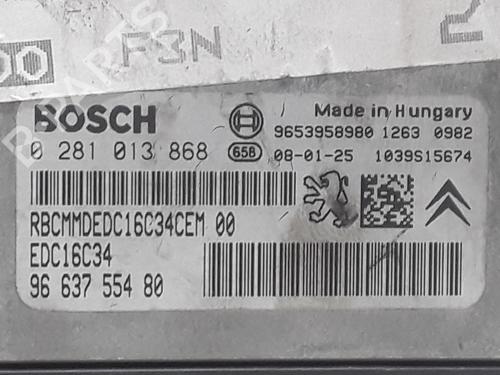 F3N
BOSCH
Made in Hungary
9653958980 1263 0982
0 281 013 868 658 08-01-25 1039S15674
RBCMMDEDC16C34CEM 00
EDC16C34
96 637 554 80